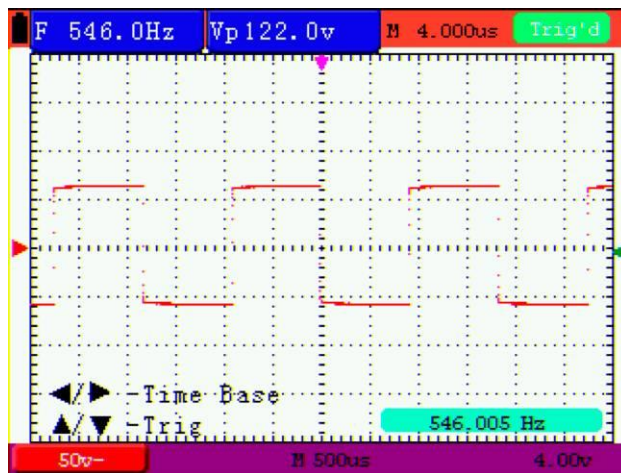 F 546.0Hz Vp122.0v M 4.000us Trig'd
◀/▶ -Time Base
▲/▼ -Trig
546.005 Hz
50v- M 500us 4.00v